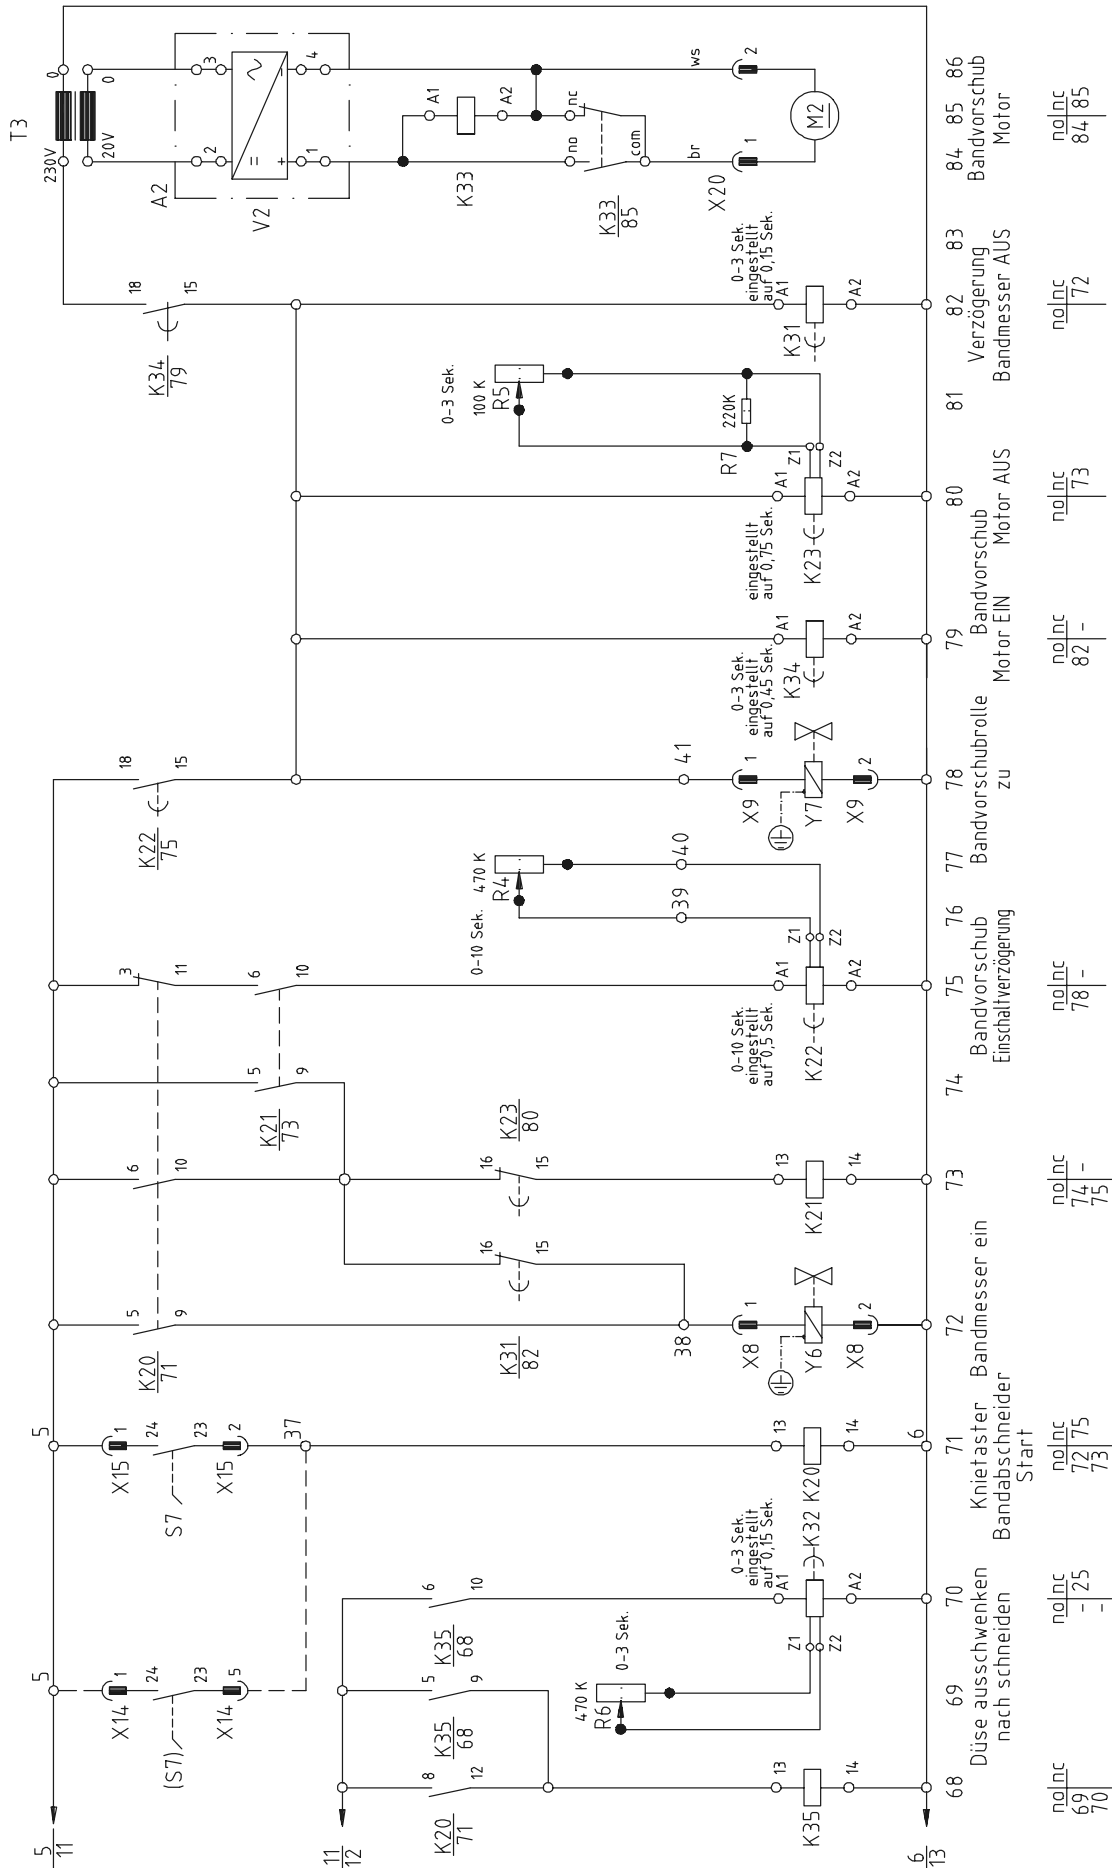 5
11
11
12
6
13
5
X14
1
24
23
(S7)
X14
5
5
X15
1
24
23
S7
X15
2
37
K20
71
8
12
K35
68
5
9
K35
68
6
10
K35
13
14
470 K
R6
0-3 Sek.
Z1
Z2
0-3 Sek.
eingestellt
auf 0,15 Sek.
A1
A2
K32
K20
13
14
6
K20
71
5
9
6
10
3
11
K21
73
5
9
6
10
K31
82
16
15
K23
80
16
15
38
X8
1
Y6
X8
2
K21
13
14
0-10 Sek.
eingestellt
auf 0,5 Sek.
K22
A1
A2
Z1
Z2
0-10 Sek.
470 K
R4
39
40
K22
75
18
15
41
X9
1
Y7
X9
2
0-3 Sek.
eingestellt
auf 0,45 Sek.
K34
A1
A2
eingestellt
auf 0,75 Sek.
K23
A1
A2
Z1
Z2
0-3 Sek.
100 K
R5
R7
220K
K34
79
18
15
0-3 Sek.
eingestellt
auf 0,15 Sek.
K31
A1
A2
T3
230V
0
20V
0
A2
V2
2
3
=
~
+
-
1
4
K33
A1
A2
K33
85
no
nc
com
br
ws
X20
1
2
M2
68
69
70
71
72
73
74
75
76
77
78
79
80
81
82
83
84
85
86
Düse ausschwenken
nach schneiden
Knietaster
Bandabschneider
Start
Bandmesser ein
Bandvorschub
Einschaltverzögerung
Bandvorschubrolle
zu
Bandvorschub
Motor EIN
Motor AUS
Verzögerung
Bandmesser AUS
Bandvorschub
Motor
no nc
69
70
no nc
- 25
-
no nc
72 75
73
no nc
74 -
75
no nc
78 -
no nc
82 -
no nc
73
no nc
72
no nc
84 85